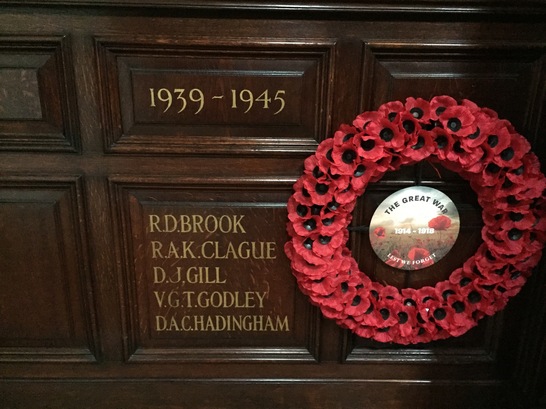 1939 - 1945
R.D.BROOK
R.A.K.CLAGUE
D.J.GILL
V.G.T.GODLEY
D.A.C.HADINGHAM
THE GREAT WAR
1914 - 1918
LEST WE FORGET